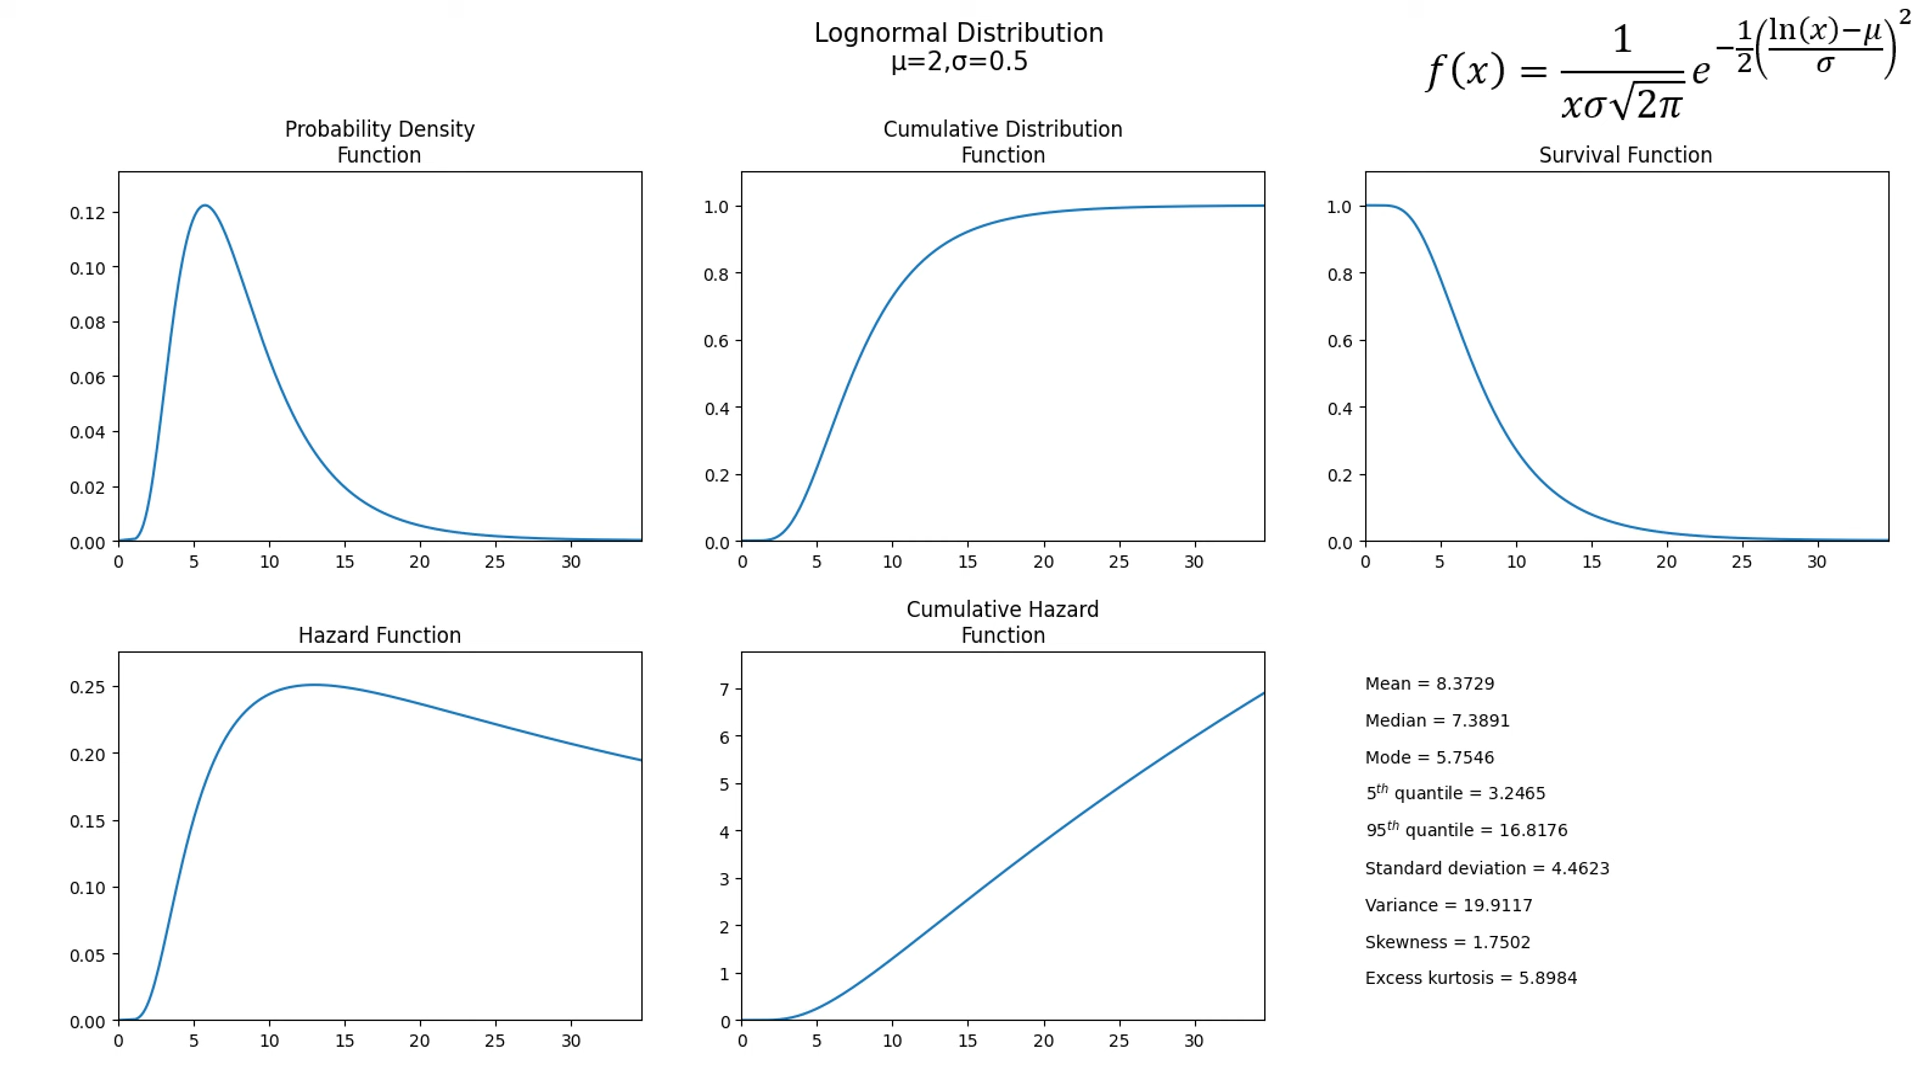 Lognormal Distribution
μ=2,σ=0.5
f(x) = 1/(xσ√2π) e^(−1/2((ln(x)−μ)/σ)²)
Probability Density
Function
0.12
0.10
0.08
0.06
0.04
0.02
0.00
0 5 10 15 20 25 30
Cumulative Distribution
Function
1.0
0.8
0.6
0.4
0.2
0.0
0 5 10 15 20 25 30
Survival Function
1.0
0.8
0.6
0.4
0.2
0.0
0 5 10 15 20 25 30
Hazard Function
0.25
0.20
0.15
0.10
0.05
0.00
0 5 10 15 20 25 30
Cumulative Hazard
Function
7
6
5
4
3
2
1
0
0 5 10 15 20 25 30
Mean = 8.3729
Median = 7.3891
Mode = 5.7546
5th quantile = 3.2465
95th quantile = 16.8176
Standard deviation = 4.4623
Variance = 19.9117
Skewness = 1.7502
Excess kurtosis = 5.8984